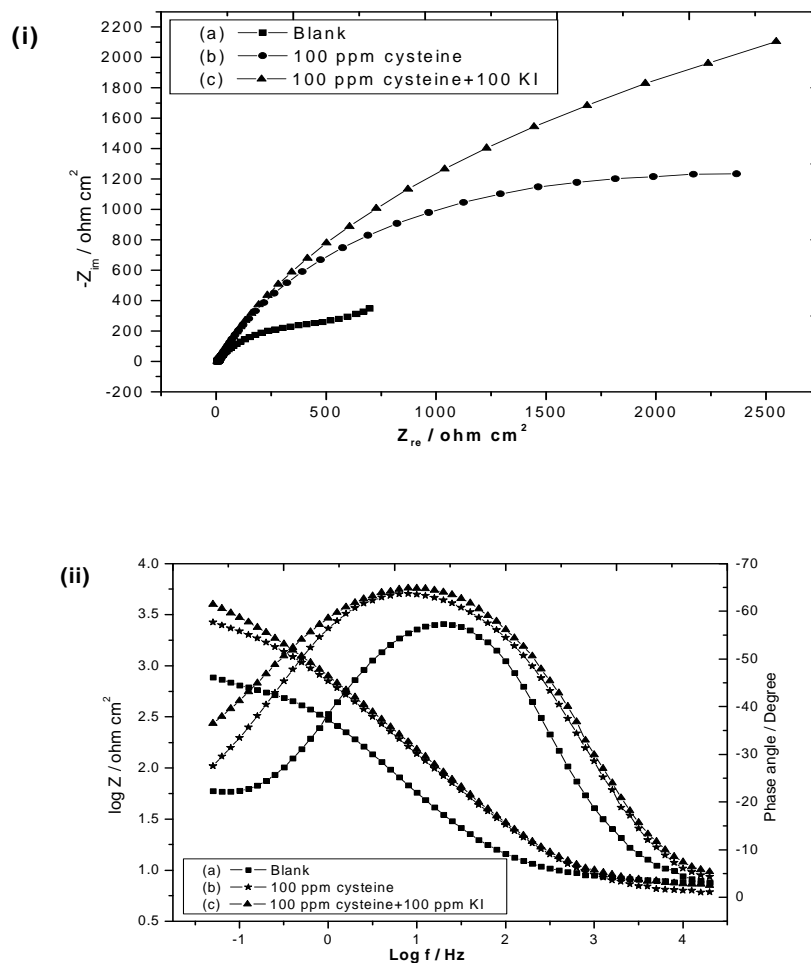 (i)
(a) Blank
(b) 100 ppm cysteine
(c) 100 ppm cysteine+100 KI
2200
2000
1800
1600
1400
1200
1000
800
600
400
200
0
-200
-Z_im / ohm cm^2
0 500 1000 1500 2000 2500
Z_re / ohm cm^2
(ii)
4.0
3.5
3.0
2.5
2.0
1.5
1.0
0.5
log Z / ohm cm^2
-70
-60
-50
-40
-30
-20
-10
0
Phase angle / Degree
(a) Blank
(b) 100 ppm cysteine
(c) 100 ppm cysteine+100 ppm KI
-1 0 1 2 3 4
Log f / Hz